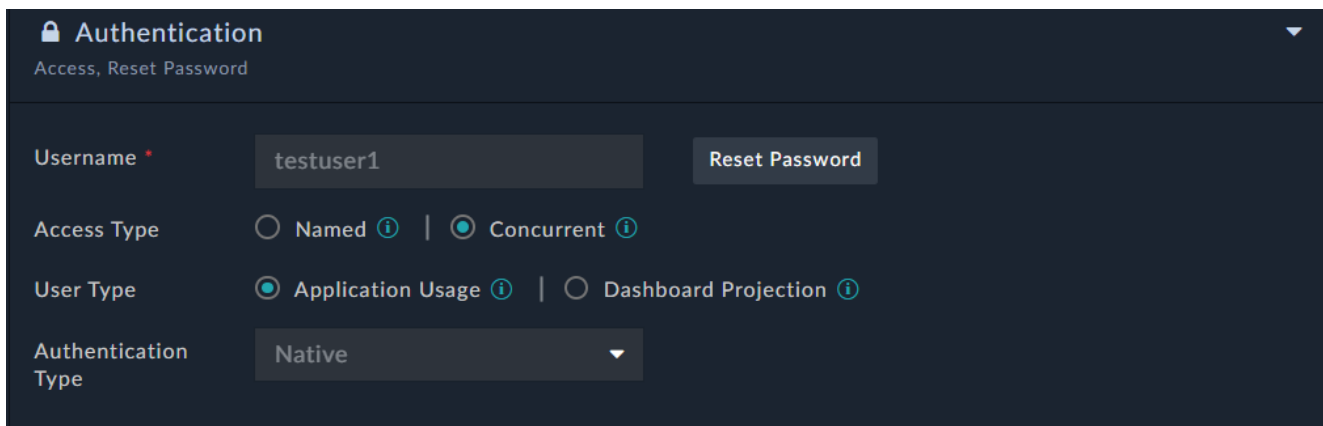 Authentication
Access, Reset Password
Username * testuser1 Reset Password
Access Type Named | Concurrent
User Type Application Usage | Dashboard Projection
Authentication Type Native